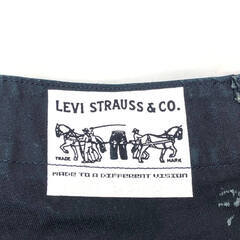 LEVI STRAUSS & CO.
TRADE MARK
MADE TO A DIFFERENT VISION